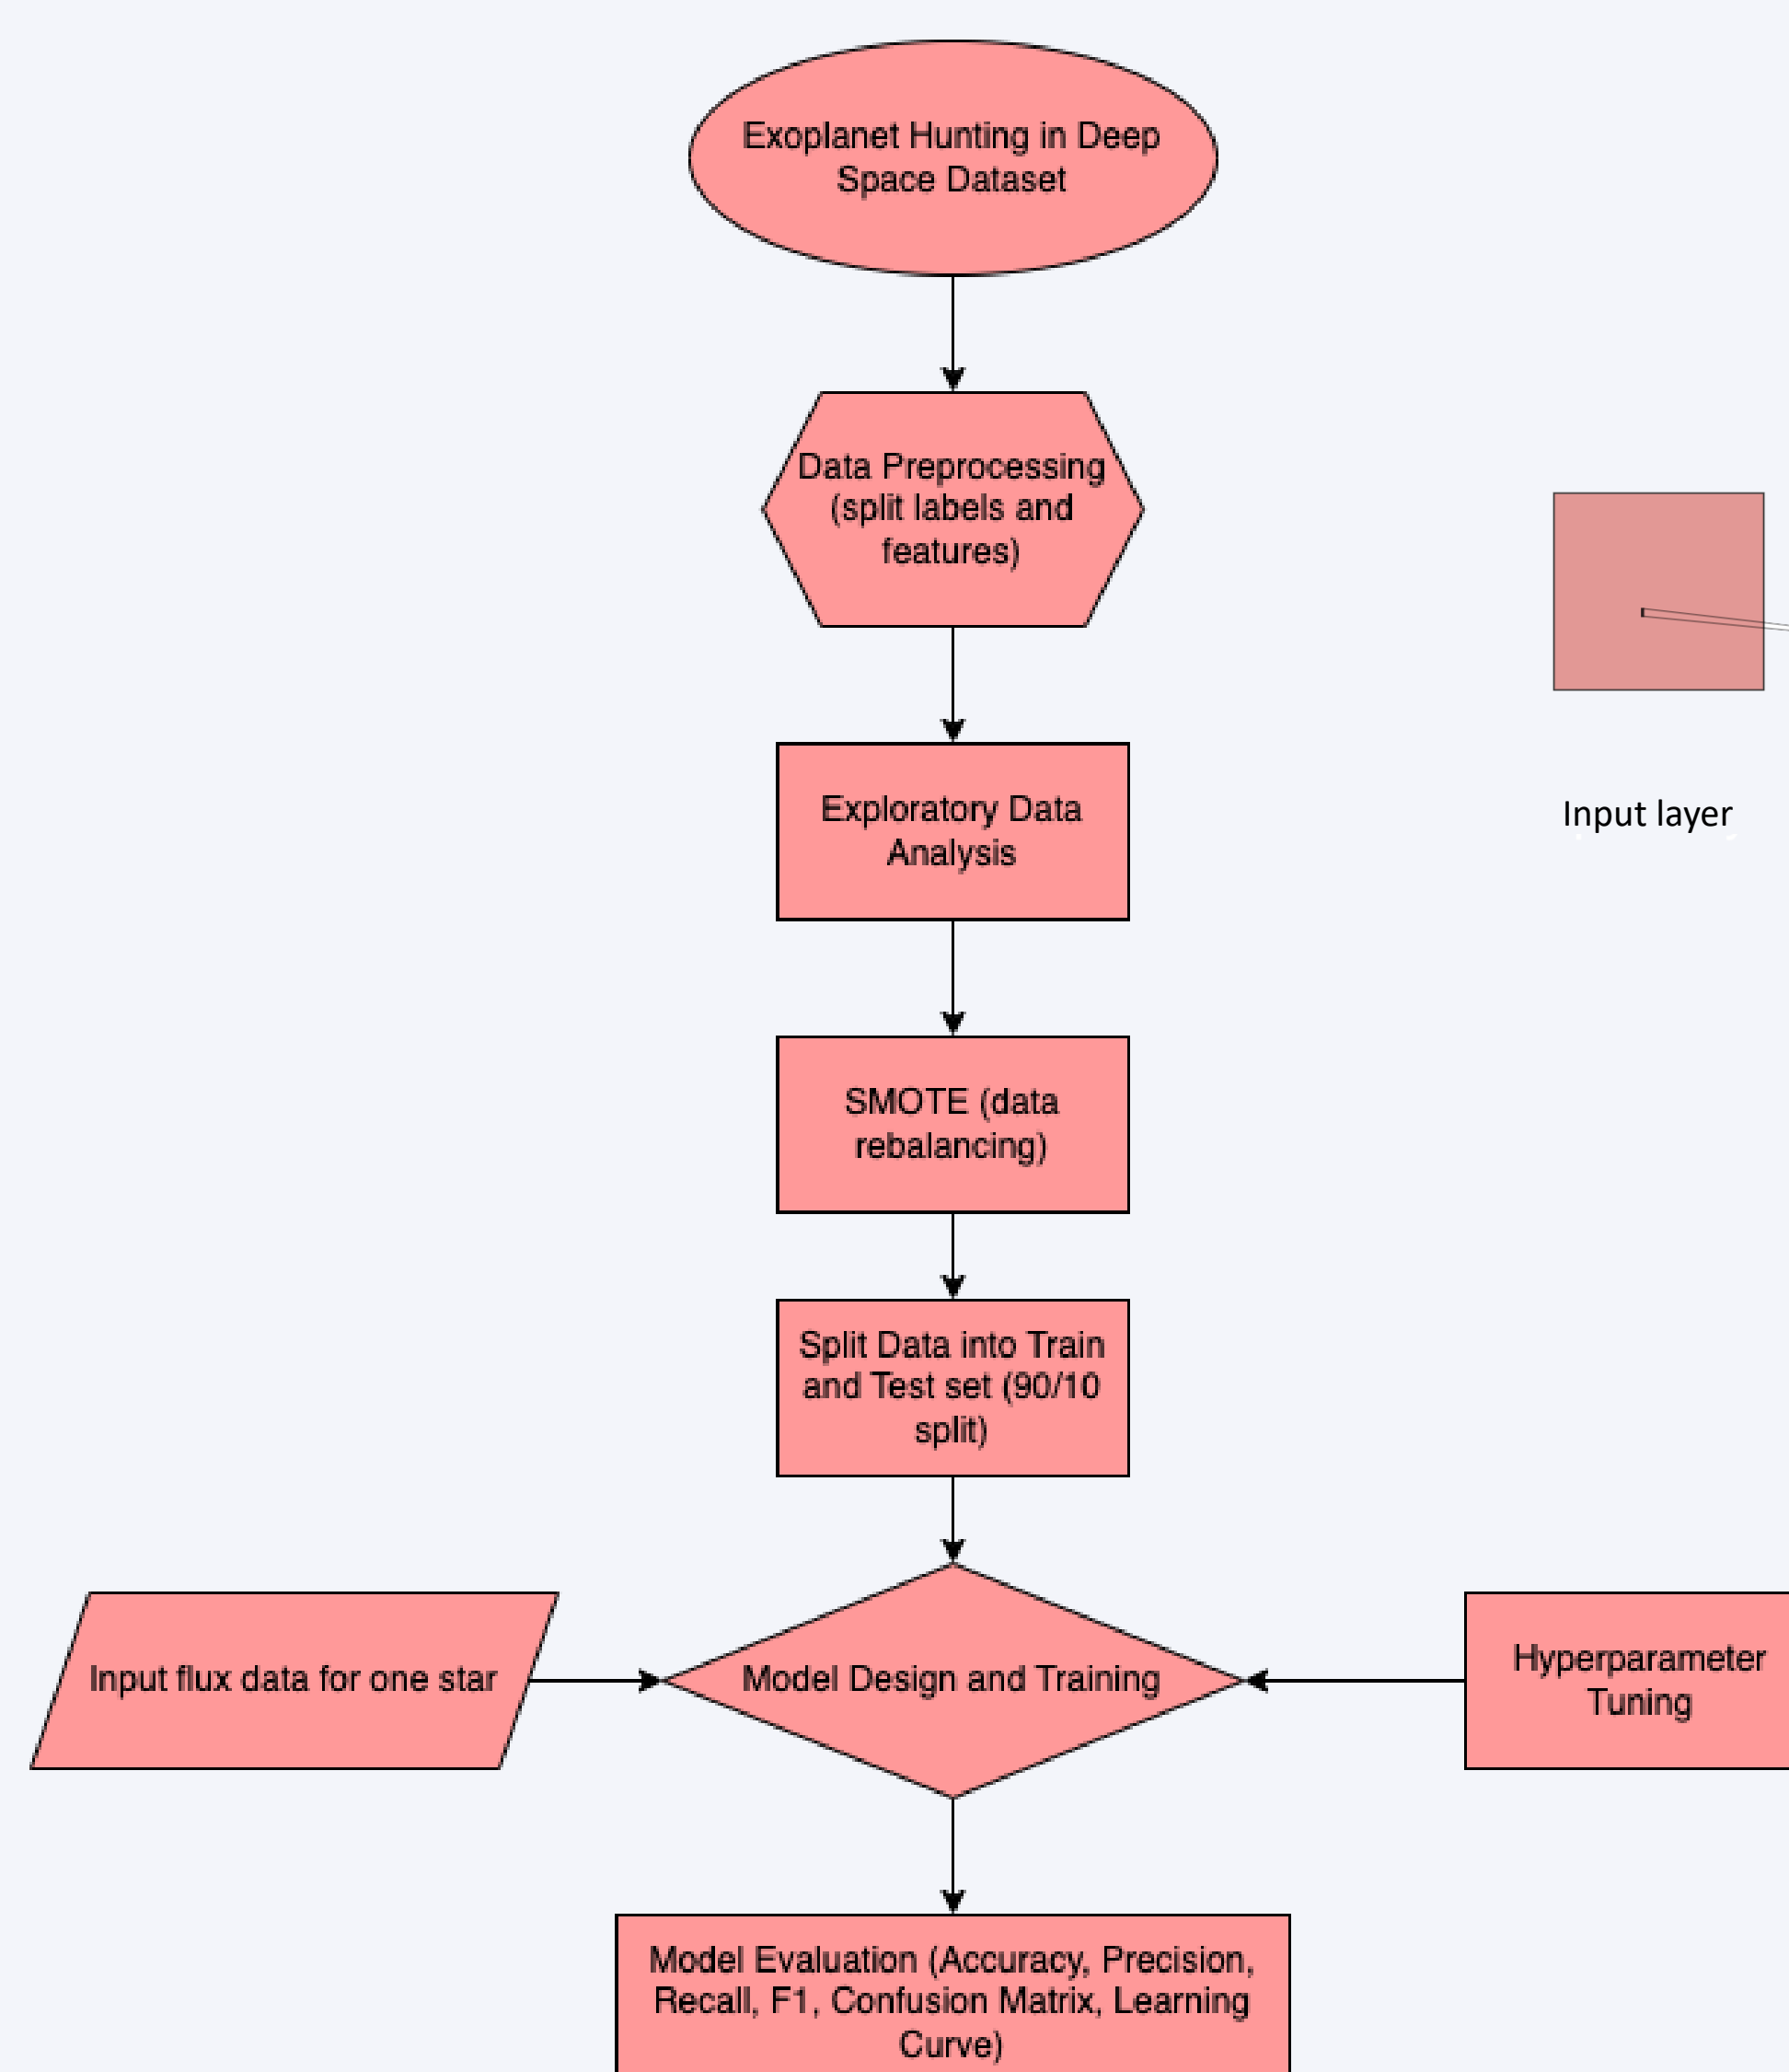 Exoplanet Hunting in Deep
Space Dataset
Data Preprocessing
(split labels and
features)
Input layer
Exploratory Data
Analysis
SMOTE (data
rebalancing)
Split Data into Train
and Test set (90/10
split)
Input flux data for one star
Model Design and Training
Hyperparameter
Tuning
Model Evaluation (Accuracy, Precision,
Recall, F1, Confusion Matrix, Learning
Curve)